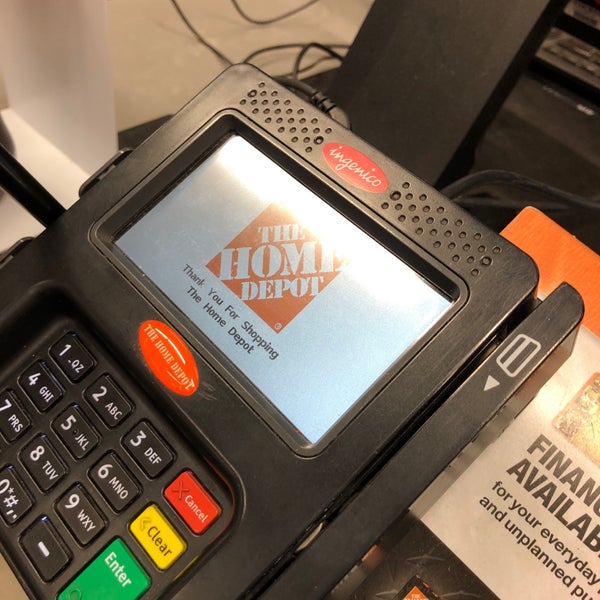 ingenico
THE
HOME
DEPOT
®
Thank You For Shopping
The Home Depot
THE HOME DEPOT
1 .QZ
2 ABC
3 DEF
4 GHI
5 JKL
6 MNO
7 PRS
8 TUV
9 WXY
0*#,
-
Cancel
Clear
Enter
AVAILABLE
for your everyday
and unplanned
THE